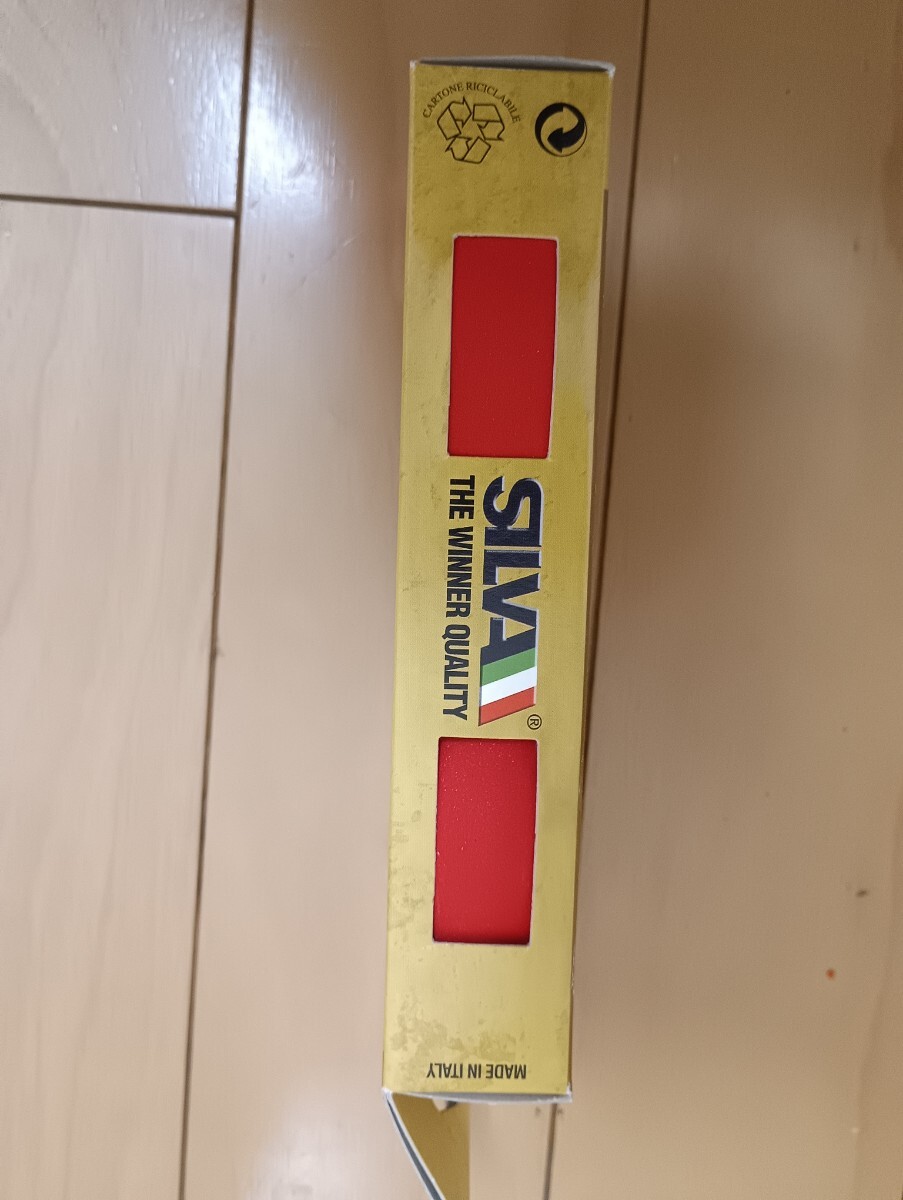 CARTONE RICICLABILE
SILVA®
THE WINNER QUALITY
MADE IN ITALY